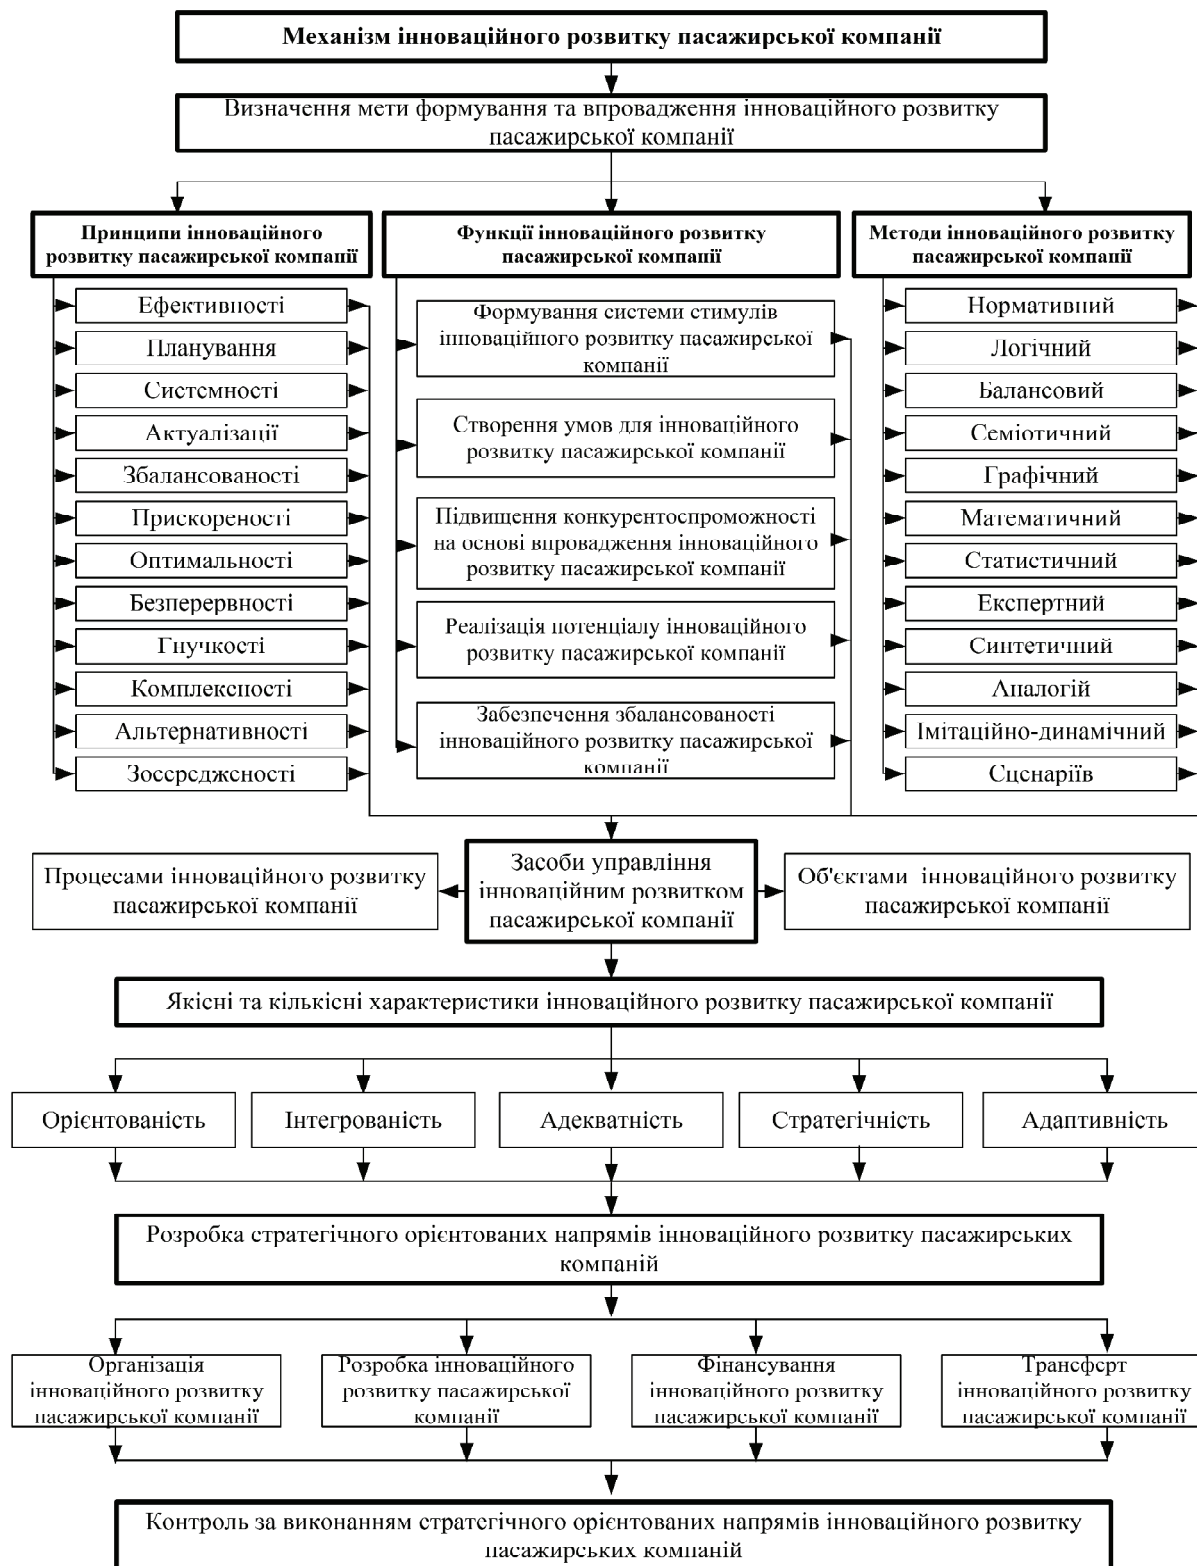 Механізм інноваційного розвитку пасажирської компанії
Визначення мети формування та впровадження інноваційного розвитку
пасажирської компанії
Принципи інноваційного
розвитку пасажирської компанії
Функції інноваційного розвитку
пасажирської компанії
Методи інноваційного розвитку
пасажирської компанії
Ефективності
Планування
Системності
Актуалізації
Збалансованості
Прискореності
Оптимальності
Безперервності
Гнучкості
Комплексності
Альтернативності
Зосередженості
Формування системи стимулів
інноваційного розвитку пасажирської
компанії
Створення умов для інноваційного
розвитку пасажирської компанії
Підвищення конкурентоспроможності
на основі впровадження інноваційного
розвитку пасажирської компанії
Реалізація потенціалу інноваційного
розвитку пасажирської компанії
Забезпечення збалансованості
інноваційного розвитку пасажирської
компанії
Нормативний
Логічний
Балансовий
Семіотичний
Графічний
Математичний
Статистичний
Експертний
Синтетичний
Аналогій
Імітаційно-динамічний
Сценаріїв
Процесами інноваційного розвитку
пасажирської компанії
Засоби управління
інноваційним розвитком
пасажирської компанії
Об'єктами інноваційного розвитку
пасажирської компанії
Якісні та кількісні характеристики інноваційного розвитку пасажирської компанії
Орієнтованість
Інтегрованість
Адекватність
Стратегічність
Адаптивність
Розробка стратегічного орієнтованих напрямів інноваційного розвитку пасажирських
компаній
Організація
інноваційного розвитку
пасажирської компанії
Розробка інноваційного
розвитку пасажирської
компанії
Фінансування
інноваційного розвитку
пасажирської компанії
Трансферт
інноваційного розвитку
пасажирської компанії
Контроль за виконанням стратегічного орієнтованих напрямів інноваційного розвитку
пасажирських компаній